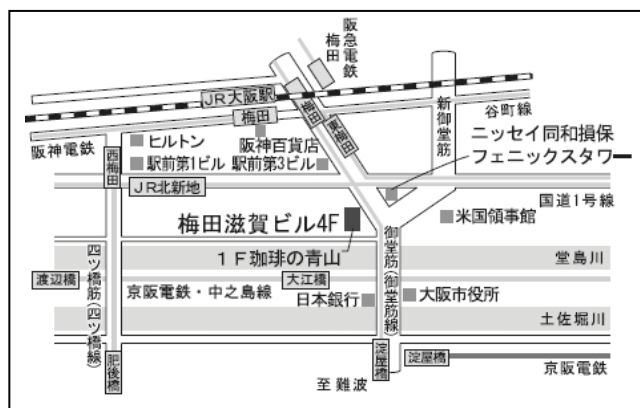 阪急電鉄
梅田
JR大阪駅
梅田
梅田
東梅田
新御堂筋
谷町線
阪神電鉄
西梅田
ヒルトン
阪神百貨店
駅前第1ビル
駅前第3ビル
ニッセイ同和損保
フェニックスタワー
JR北新地
国道1号線
梅田滋賀ビル4F
米国領事館
1F珈琲の青山
御堂筋(御堂筋線)
堂島川
四ツ橋筋(四ツ橋線)
渡辺橋
大江橋
京阪電鉄・中之島線
日本銀行
大阪市役所
土佐堀川
肥後橋
淀屋橋
淀屋橋
至難波
京阪電鉄